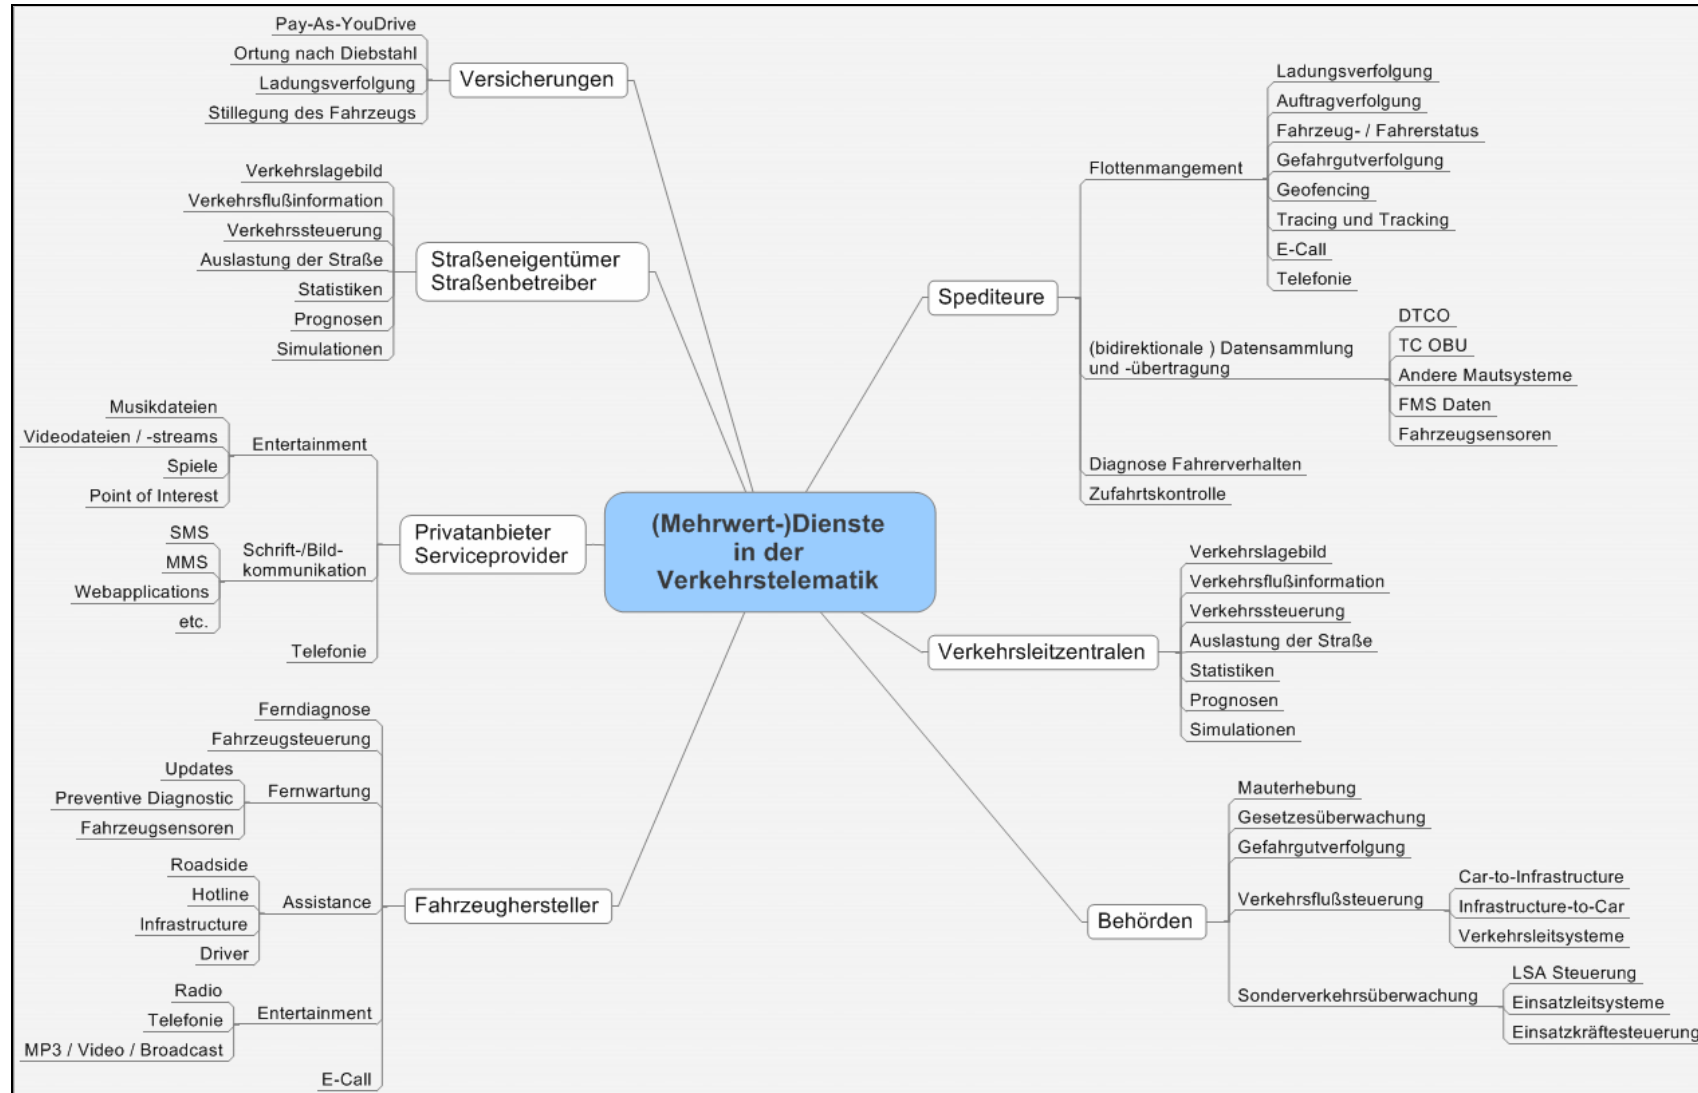 Pay-As-YouDrive
Ortung nach Diebstahl
Ladungsverfolgung
Stillegung des Fahrzeugs
Versicherungen
Verkehrslagebild
Verkehrsflußinformation
Verkehrssteuerung
Auslastung der Straße
Statistiken
Prognosen
Simulationen
Straßeneigentümer
Straßenbetreiber
Musikdateien
Videodateien / -streams
Spiele
Point of Interest
Entertainment
SMS
MMS
Webapplications
etc.
Schrift-/Bild-
kommunikation
Telefonie
Privatanbieter
Serviceprovider
Ferndiagnose
Fahrzeugsteuerung
Updates
Preventive Diagnostic
Fahrzeugsensoren
Fernwartung
Roadside
Hotline
Infrastructure
Driver
Assistance
Radio
Telefonie
MP3 / Video / Broadcast
Entertainment
E-Call
Fahrzeughersteller
(Mehrwert-)Dienste
in der
Verkehrstelematik
Spediteure
Flottenmangement
Ladungsverfolgung
Auftragverfolgung
Fahrzeug- / Fahrerstatus
Gefahrgutverfolgung
Geofencing
Tracing und Tracking
E-Call
Telefonie
(bidirektionale ) Datensammlung
und -übertragung
DTCO
TC OBU
Andere Mautsysteme
FMS Daten
Fahrzeugsensoren
Diagnose Fahrerverhalten
Zufahrtskontrolle
Verkehrsleitzentralen
Verkehrslagebild
Verkehrsflußinformation
Verkehrssteuerung
Auslastung der Straße
Statistiken
Prognosen
Simulationen
Behörden
Mauterhebung
Gesetzesüberwachung
Gefahrgutverfolgung
Verkehrsflußsteuerung
Car-to-Infrastructure
Infrastructure-to-Car
Verkehrsleitsysteme
Sonderverkehrsüberwachung
LSA Steuerung
Einsatzleitsysteme
Einsatzkräftesteuerung